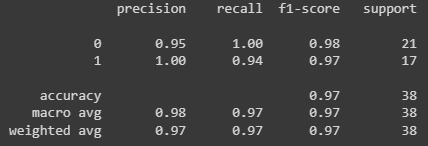 precision recall f1-score support
0 0.95 1.00 0.98 21
1 1.00 0.94 0.97 17
accuracy 0.97 38
macro avg 0.98 0.97 0.97 38
weighted avg 0.97 0.97 0.97 38